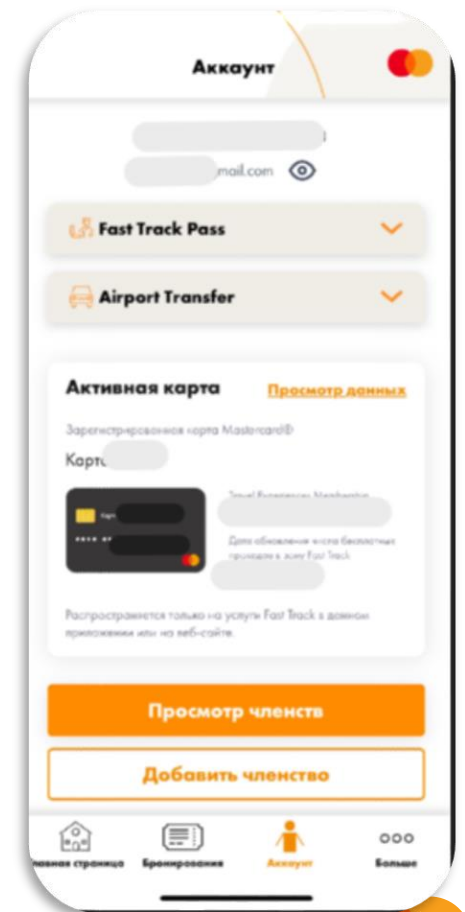 Аккаунт
mail.com
Fast Track Pass
Airport Transfer
Активная карта
Просмотр данных
Зарегистрированная карта Mastercard®
Карта
Travel Experiences Membership
Дата обновления числа бесплатных
проходов в зону Fast Track
Распространяется только на услуги Fast Track в данном
приложении или на веб-сайте.
Просмотр членств
Добавить членство
Главная страница
Бронирования
Аккаунт
Больше